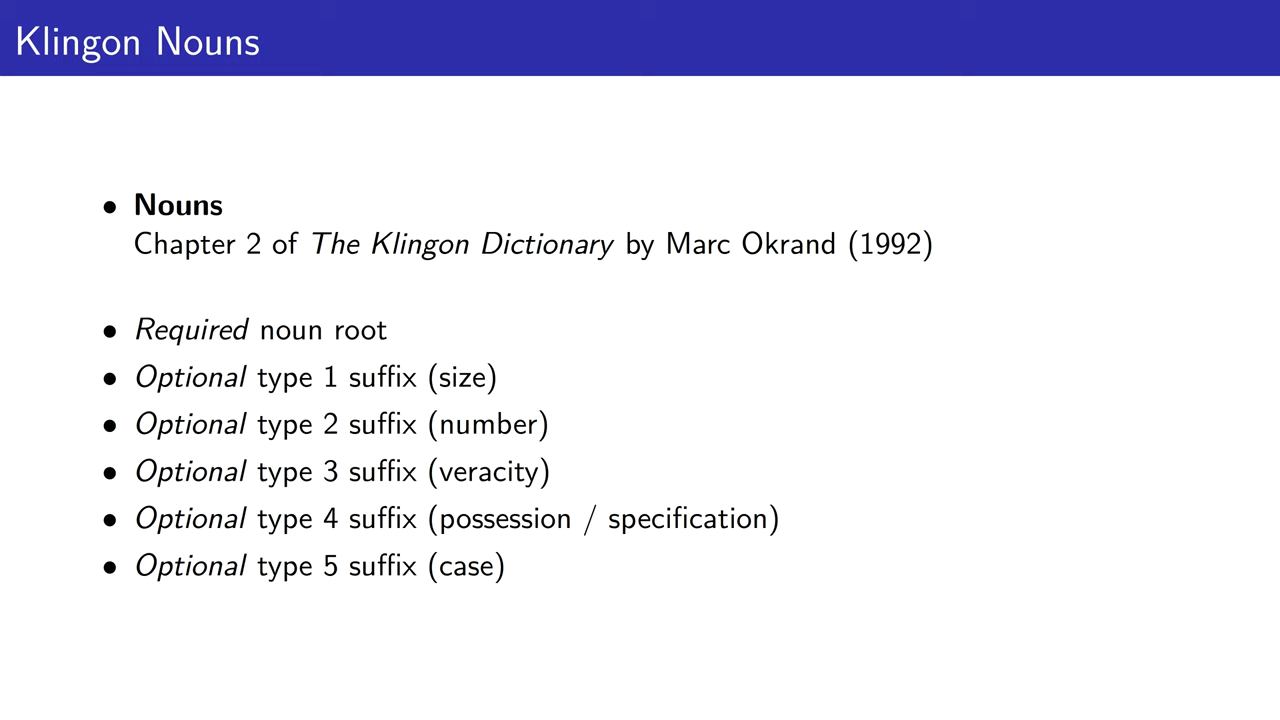 Klingon Nouns
• Nouns
Chapter 2 of The Klingon Dictionary by Marc Okrand (1992)
• Required noun root
• Optional type 1 suffix (size)
• Optional type 2 suffix (number)
• Optional type 3 suffix (veracity)
• Optional type 4 suffix (possession / specification)
• Optional type 5 suffix (case)